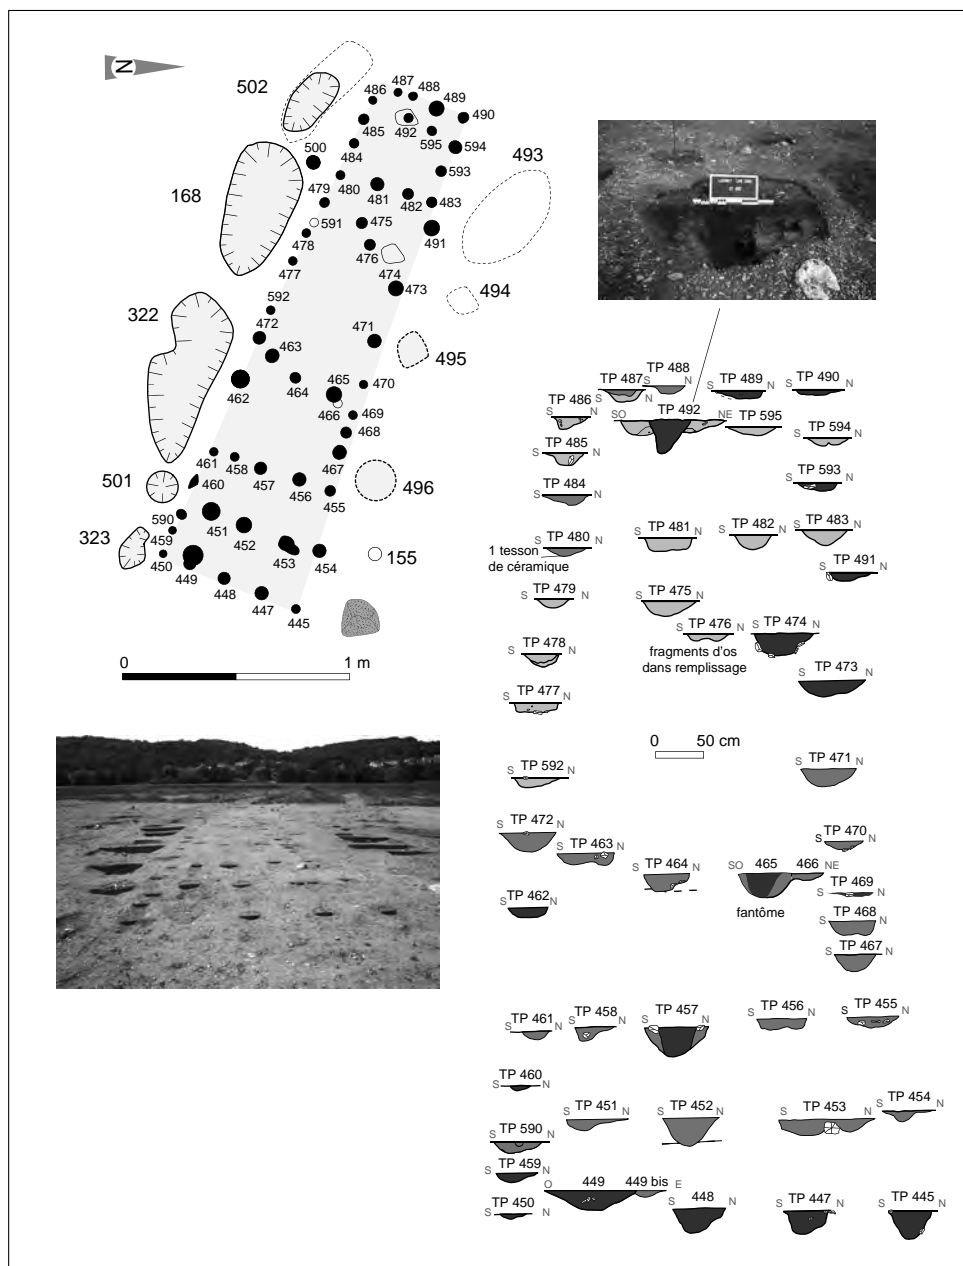 N
502
487
488
486
489
490
485
492
595
594
484
500
493
168
480
593
479
481
482
483
591
475
478
491
476
477
474
473
494
592
322
472
471
463
495
464
465
470
462
466
469
468
461
458
467
501
460
457
456
496
455
590
451
323
459
452
450
453
454
155
449
448
447
445
0 1 m
TP 487 TP 488 TP 489 TP 490
S N S N S N S N
TP 486 TP 492 TP 595 TP 594
S N SO NE S N
TP 485 TP 593
S N S N
TP 484
S N
TP 480 TP 481 TP 482 TP 483
S N S N S N S N
1 tesson
de céramique
TP 491
S N
TP 479 TP 475
S N S N
TP 476 TP 474
S N S N
fragments d'os
dans remplissage
TP 478 TP 473
S N S N
TP 477
S N
0 50 cm
TP 592 TP 471
S N S N
TP 472 TP 463 TP 470
S N S N S N
TP 464 465 466 TP 469
S N SO NE S N
TP 462 fantôme TP 468
S N S N
TP 467
S N
TP 461 TP 458 TP 457 TP 456 TP 455
S N S N S N S N S N
TP 460
S N
TP 451 TP 452 TP 453 TP 454
S N S N S N S N
TP 590
S N
TP 459
S N
449 449 bis
O E
TP 450 448 TP 447 TP 445
S N S N S N S N